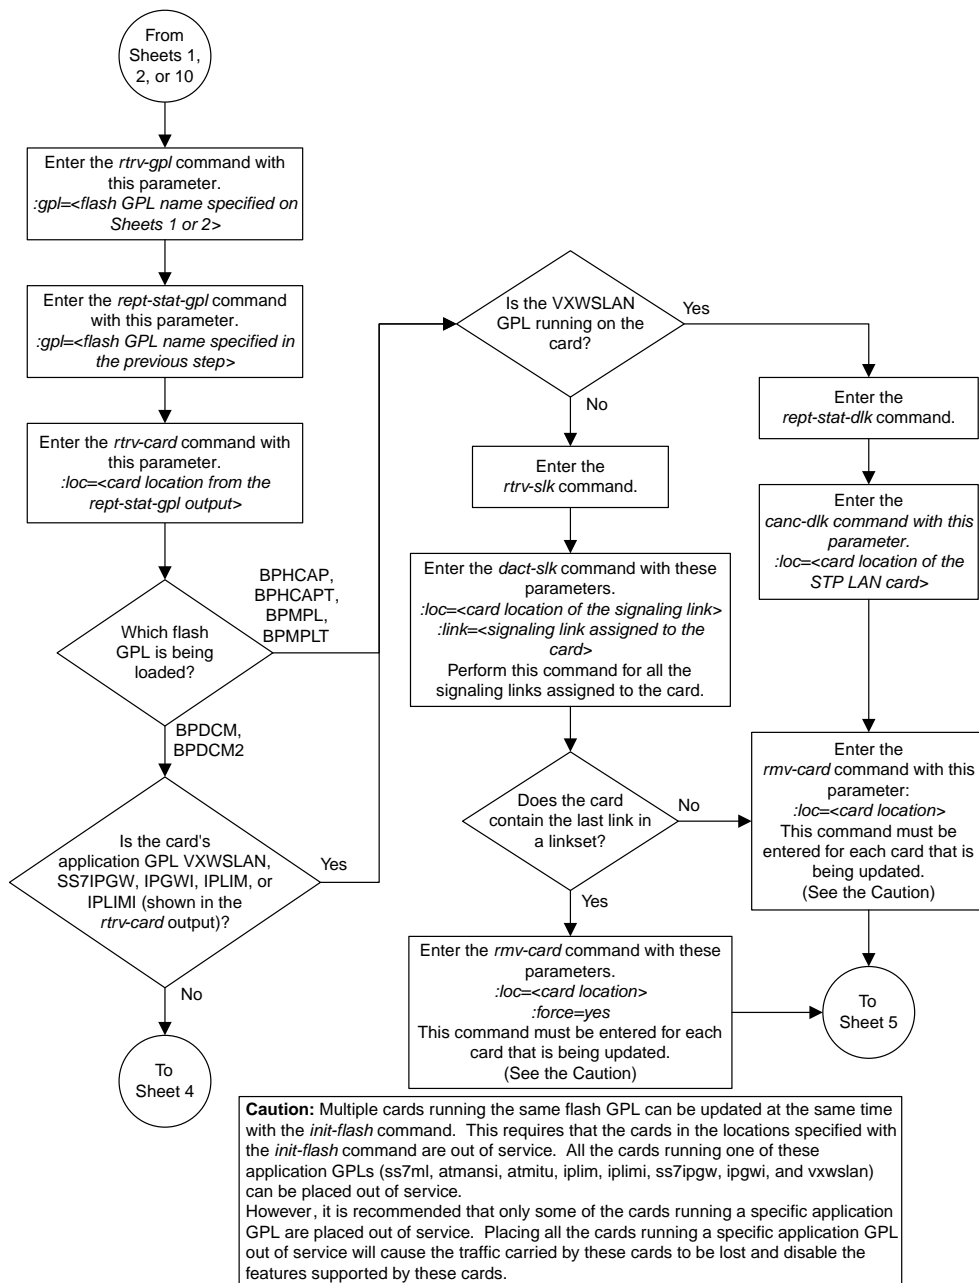 From
Sheets 1,
2, or 10
Enter the rtrv-gpl command with
this parameter.
:gpl=<flash GPL name specified on
Sheets 1 or 2>
Enter the rept-stat-gpl command
with this parameter.
:gpl=<flash GPL name specified in
the previous step>
Enter the rtrv-card command with
this parameter.
:loc=<card location from the
rept-stat-gpl output>
Which flash
GPL is being
loaded?
BPHCAP,
BPHCAPT,
BPMPL,
BPMPLT
BPDCM,
BPDCM2
Is the card's
application GPL VXWSLAN,
SS7IPGW, IPGWI, IPLIM, or
IPLIMI (shown in the
rtrv-card output)?
Yes
No
To
Sheet 4
Is the VXWSLAN
GPL running on the
card?
Yes
No
Enter the
rtrv-slk command.
Enter the dact-slk command with these
parameters.
:loc=<card location of the signaling link>
:link=<signaling link assigned to the
card>
Perform this command for all the
signaling links assigned to the card.
Does the card
contain the last link in
a linkset?
No
Yes
Enter the rmv-card command with these
parameters.
:loc=<card location>
:force=yes
This command must be entered for each
card that is being updated.
(See the Caution)
Enter the
rept-stat-dlk command.
Enter the
canc-dlk command with this
parameter.
:loc=<card location of the
STP LAN card>
Enter the
rmv-card command with this
parameter:
:loc=<card location>
This command must be
entered for each card that is
being updated.
(See the Caution)
To
Sheet 5
Caution: Multiple cards running the same flash GPL can be updated at the same time
with the init-flash command. This requires that the cards in the locations specified with
the init-flash command are out of service. All the cards running one of these
application GPLs (ss7ml, atmansi, atmitu, iplim, iplimi, ss7ipgw, ipgwi, and vxwslan)
can be placed out of service.
However, it is recommended that only some of the cards running a specific application
GPL are placed out of service. Placing all the cards running a specific application GPL
out of service will cause the traffic carried by these cards to be lost and disable the
features supported by these cards.